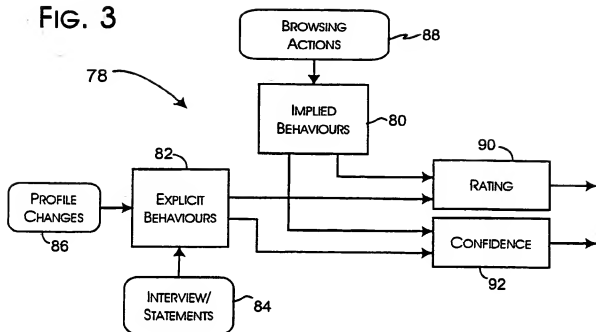 FIG. 3
BROWSING
ACTIONS
88
78
IMPLIED
BEHAVIOURS
80
82
90
PROFILE
CHANGES
86
EXPLICIT
BEHAVIOURS
RATING
CONFIDENCE
92
INTERVIEW/
STATEMENTS
84